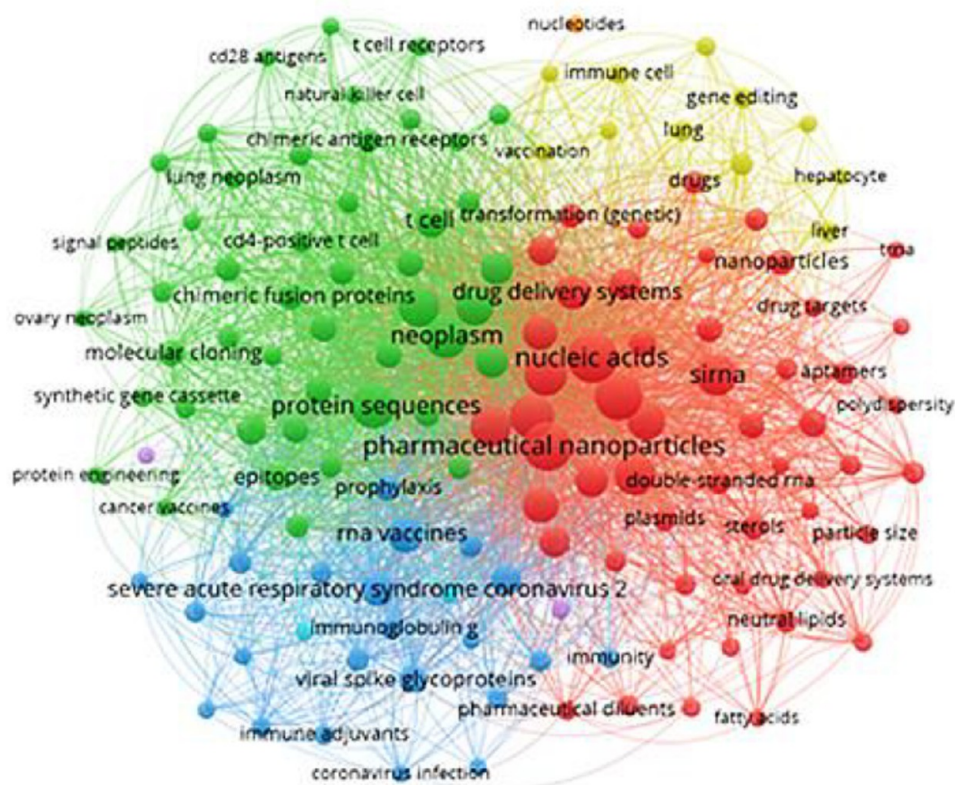 nucleotides
t cell receptors
cd28 antigens
immune cell
natural killer cell
gene editing
chimeric antigen receptors
lung
vaccination
lung neoplasm
drugs
hepatocyte
t cell
transformation (genetic)
liver
signal peptides
cd4-positive t cell
trna
nanoparticles
chimeric fusion proteins
drug delivery systems
drug targets
ovary neoplasm
neoplasm
molecular cloning
nucleic acids
sirna
aptamers
synthetic gene cassette
protein sequences
polydispersity
pharmaceutical nanoparticles
protein engineering
epitopes
prophylaxis
double-stranded rna
cancer vaccines
plasmids
sterols
rna vaccines
particle size
severe acute respiratory syndrome coronavirus 2
oral drug delivery systems
immunoglobulin g
neutral lipids
immunity
viral spike glycoproteins
pharmaceutical diluents
fatty acids
immune adjuvants
coronavirus infection